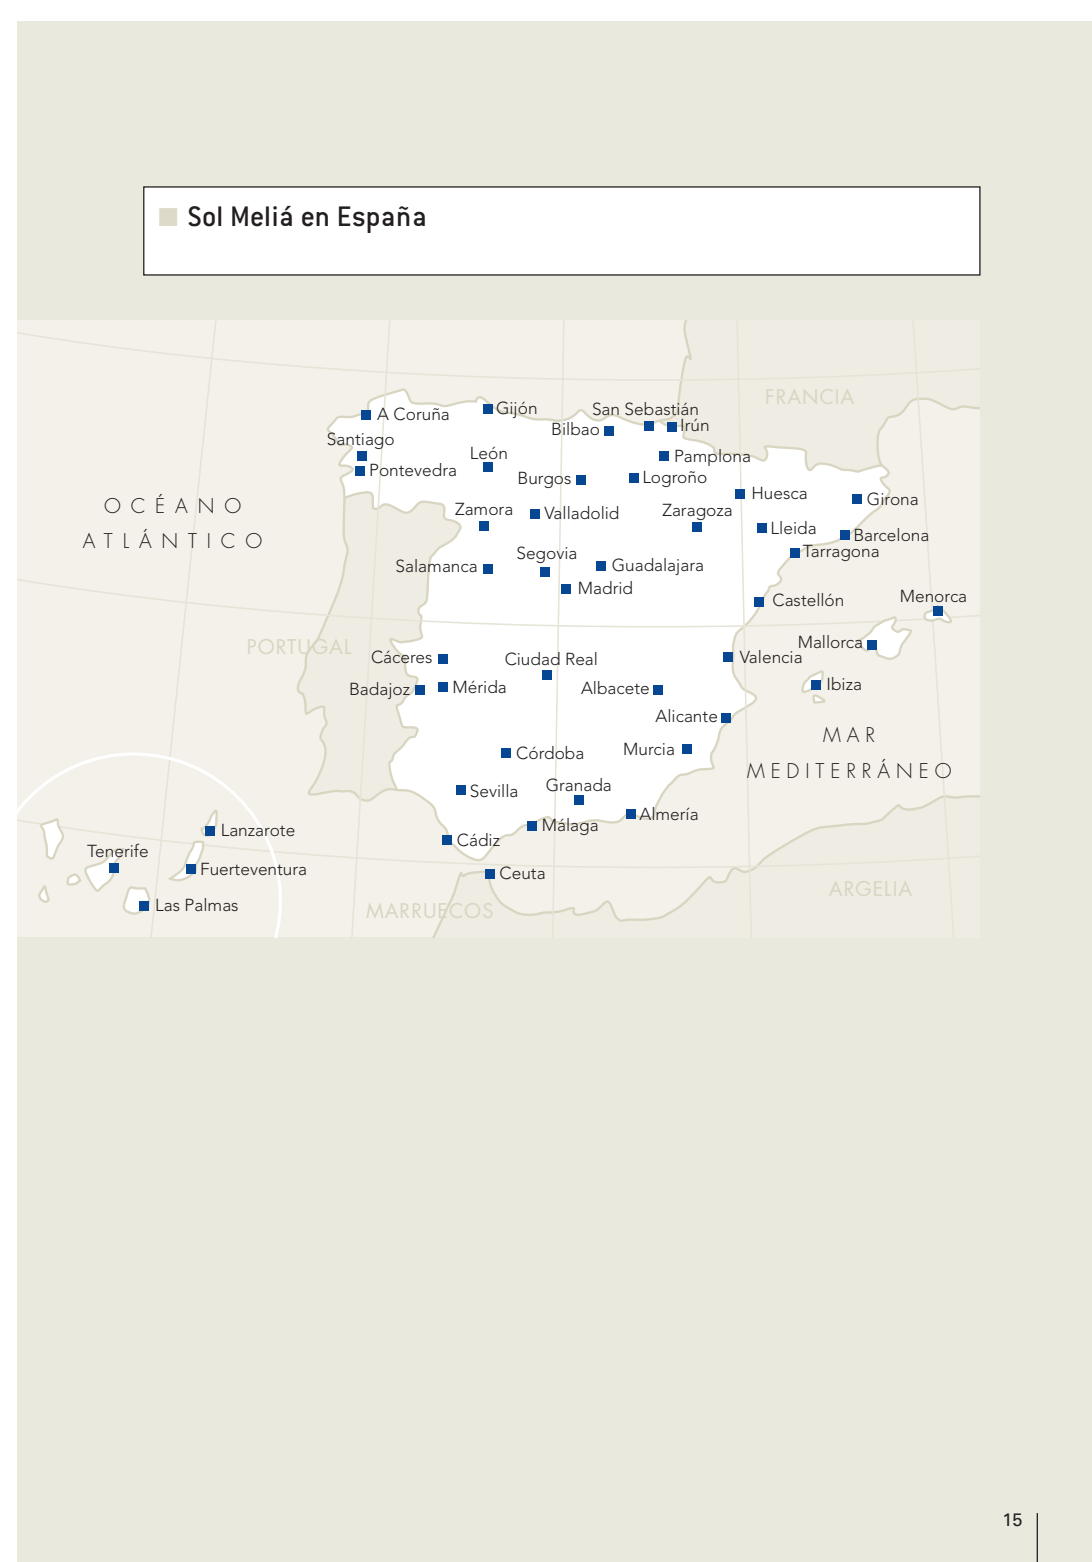 Sol Meliá en España
FRANCIA
A Coruña
Gijón
San Sebastián
Bilbao
Irún
Santiago
León
Pamplona
Pontevedra
Burgos
Logroño
Huesca
Girona
OCÉANO
ATLÁNTICO
Zamora
Valladolid
Zaragoza
Lleida
Barcelona
Tarragona
Segovia
Salamanca
Guadalajara
Madrid
Castellón
Menorca
PORTUGAL
Mallorca
Cáceres
Ciudad Real
Valencia
Badajoz
Mérida
Albacete
Ibiza
Alicante
MAR
MEDITERRÁNEO
Córdoba
Murcia
Sevilla
Granada
Almería
Málaga
Cádiz
Lanzarote
Tenerife
Fuerteventura
Ceuta
ARGELIA
Las Palmas
MARRUECOS
15